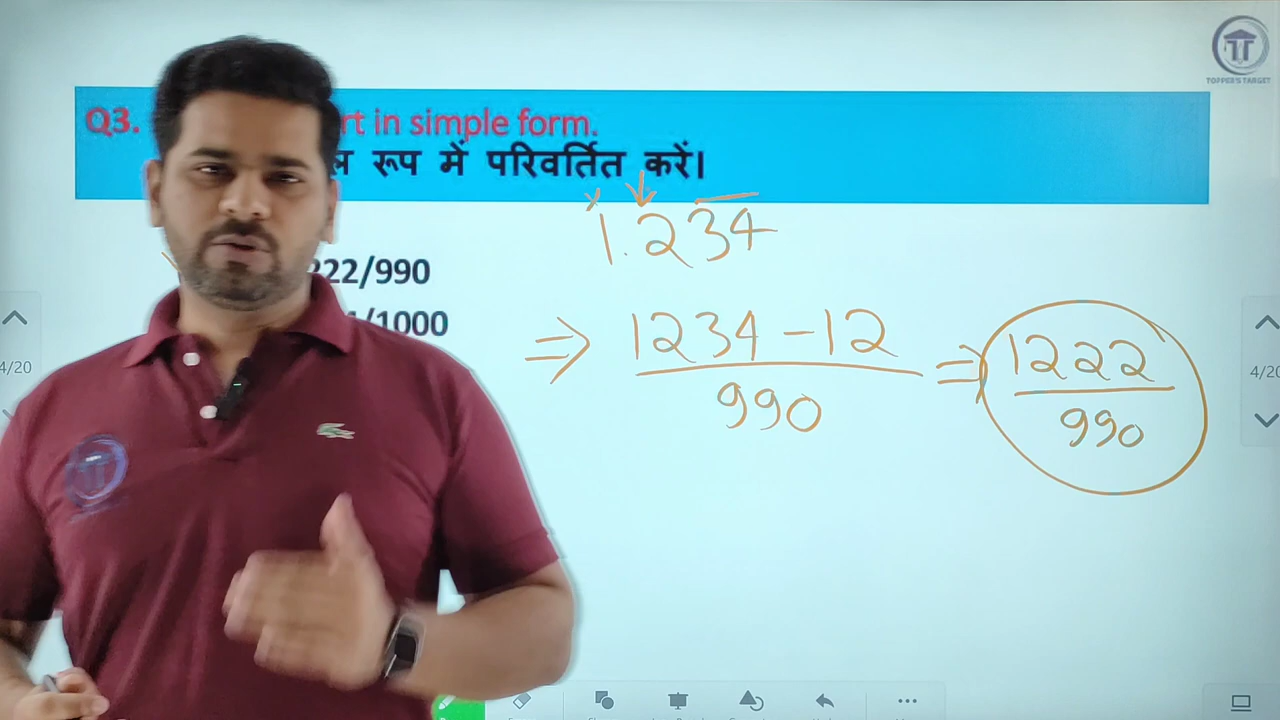 TOPPER'S TARGET
Q3. rt in simple form.
रूप में परिवर्तित करें।
1.234
222/990
/1000
⇒ 1234 - 12 / 990 ⇒ 1222 / 990
4/20
4/20